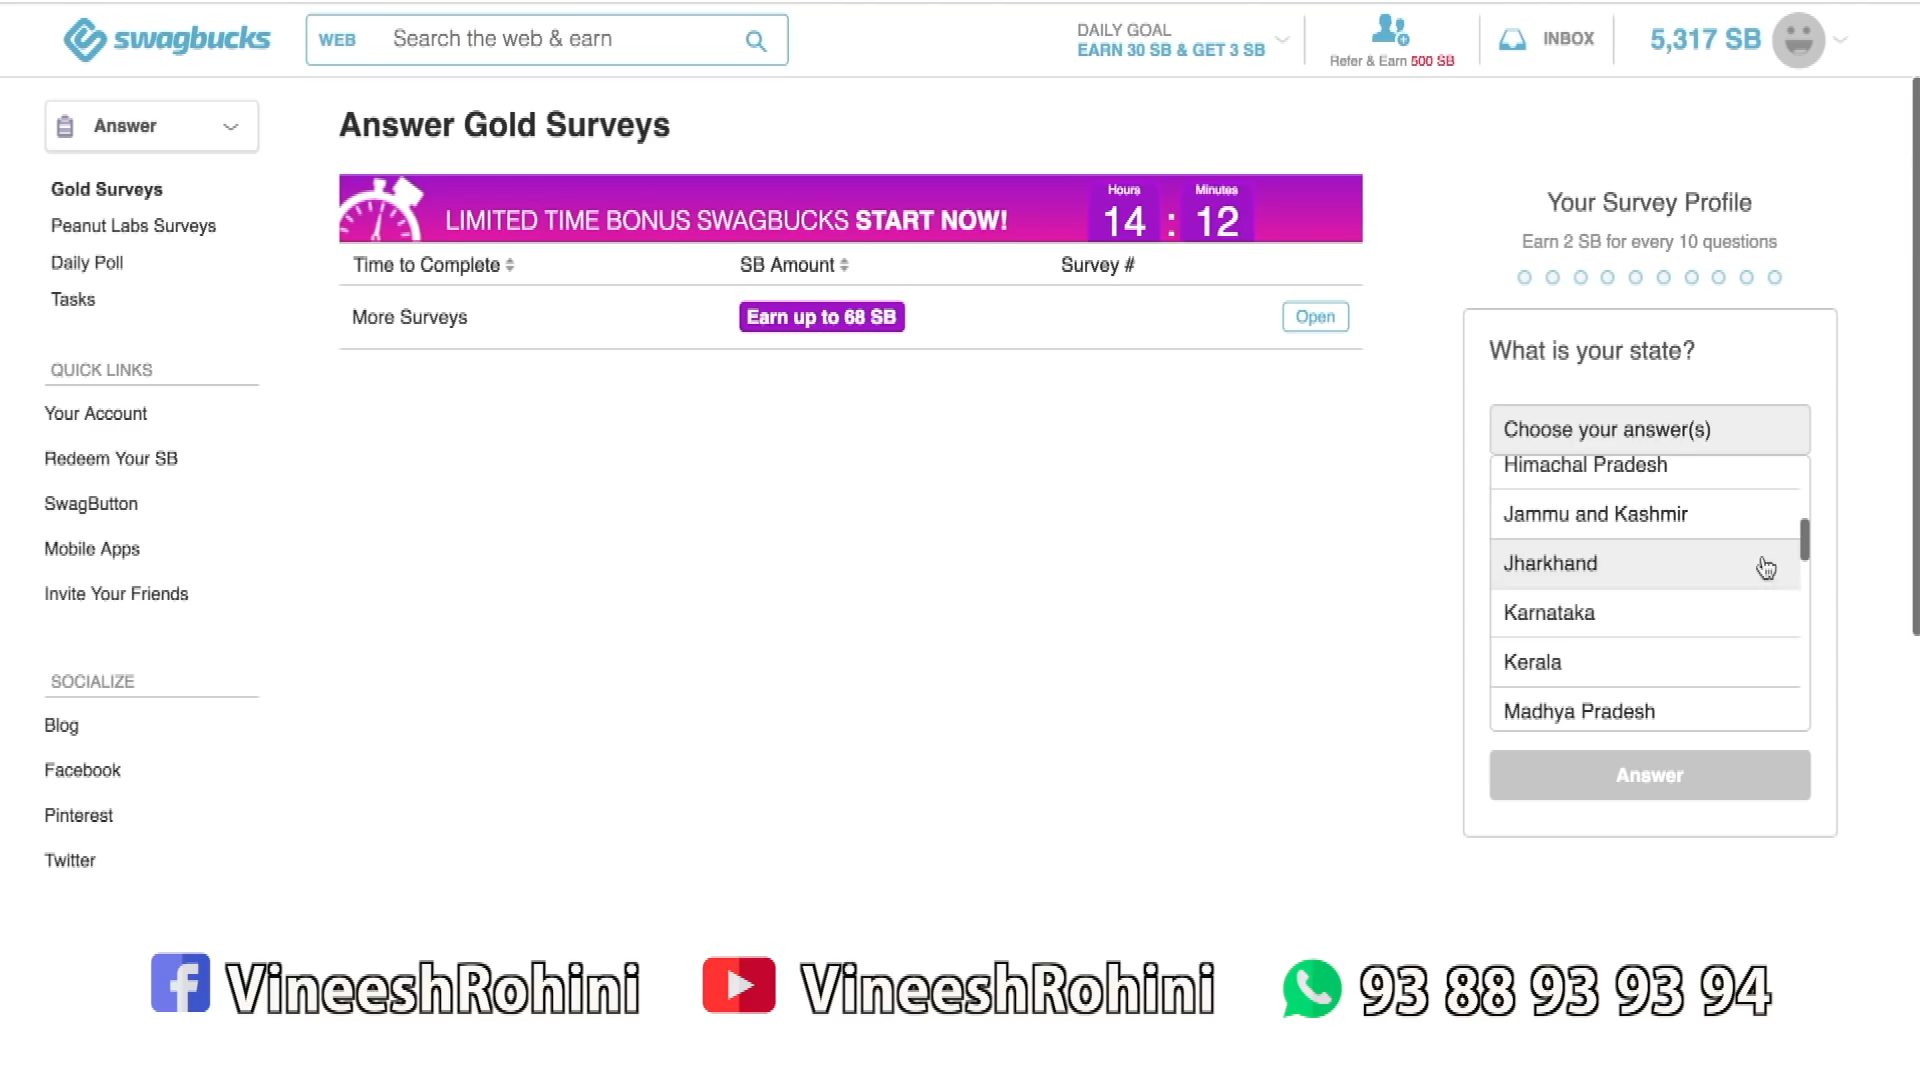 swagbucks
WEB Search the web & earn
DAILY GOAL
EARN 30 SB & GET 3 SB
Refer & Earn 500 SB
INBOX
5,317 SB
Answer
Gold Surveys
Peanut Labs Surveys
Daily Poll
Tasks
QUICK LINKS
Your Account
Redeem Your SB
SwagButton
Mobile Apps
Invite Your Friends
SOCIALIZE
Blog
Facebook
Pinterest
Twitter
Answer Gold Surveys
LIMITED TIME BONUS SWAGBUCKS START NOW!
Hours Minutes
14 : 12
Time to Complete SB Amount Survey #
More Surveys Earn up to 68 SB Open
Your Survey Profile
Earn 2 SB for every 10 questions
What is your state?
Choose your answer(s)
Himachal Pradesh
Jammu and Kashmir
Jharkhand
Karnataka
Kerala
Madhya Pradesh
Answer
VineeshRohini VineeshRohini 93 88 93 93 94